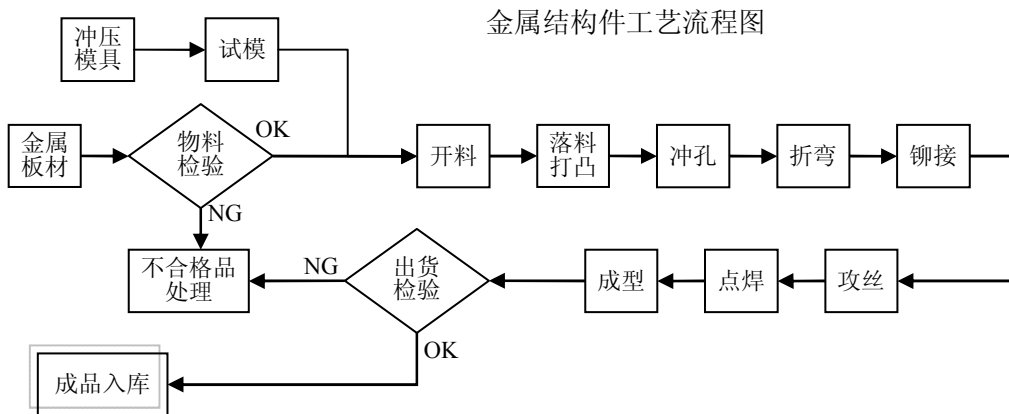 金属结构件工艺流程图
冲压
模具
试模
金属
板材
物料
检验
OK
开料
落料
打凸
冲孔
折弯
铆接
NG
不合格品
处理
NG
出货
检验
成型
点焊
攻丝
OK
成品入库